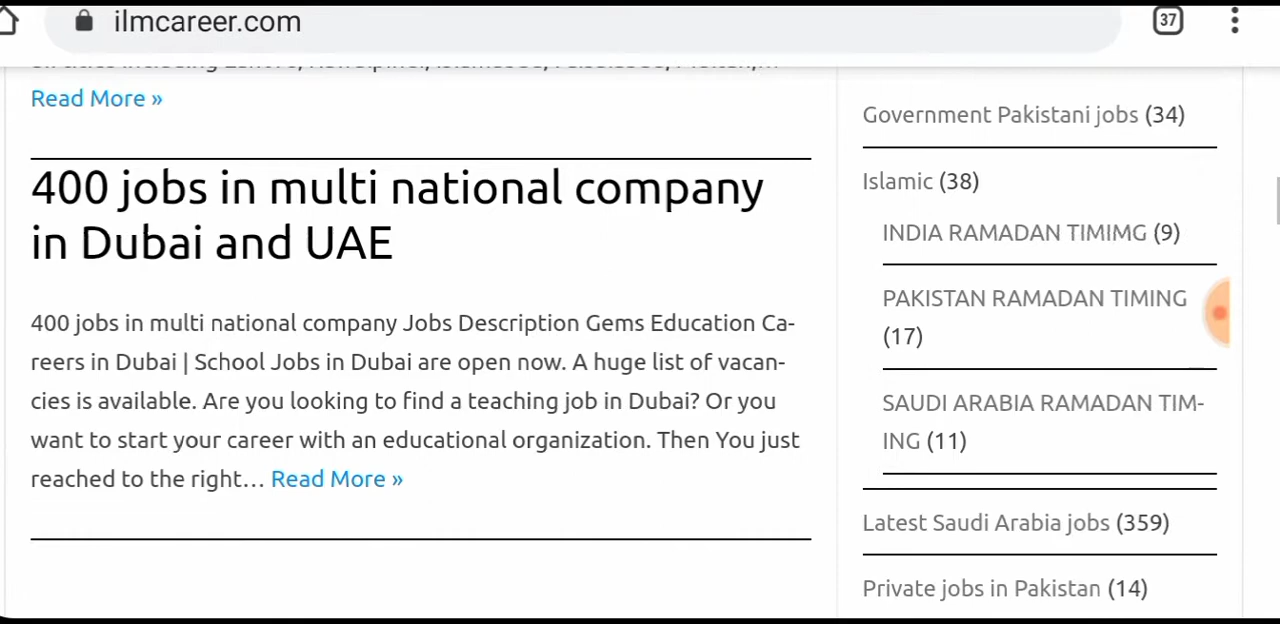 ilmcareer.com
37
Read More »
400 jobs in multi national company
in Dubai and UAE
400 jobs in multi national company Jobs Description Gems Education Ca-
reers in Dubai | School Jobs in Dubai are open now. A huge list of vacan-
cies is available. Are you looking to find a teaching job in Dubai? Or you
want to start your career with an educational organization. Then You just
reached to the right... Read More »
Government Pakistani jobs (34)
Islamic (38)
INDIA RAMADAN TIMIMG (9)
PAKISTAN RAMADAN TIMING
(17)
SAUDI ARABIA RAMADAN TIM-
ING (11)
Latest Saudi Arabia jobs (359)
Private jobs in Pakistan (14)